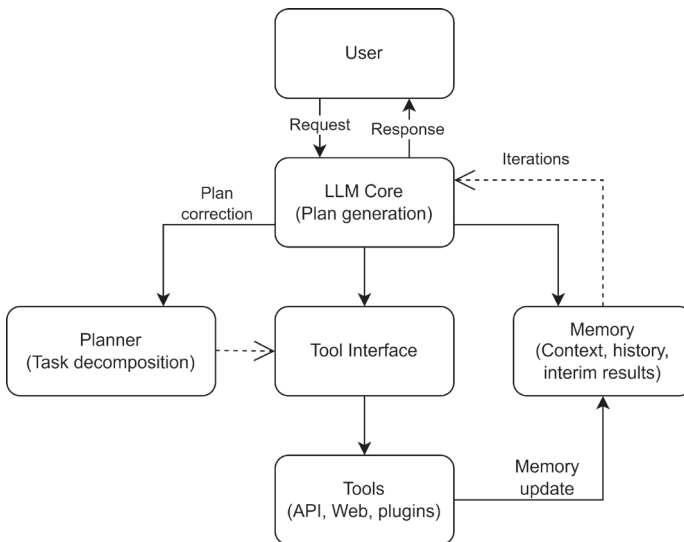 User
Request
Response
Iterations
LLM Core
(Plan generation)
Plan
correction
Planner
(Task decomposition)
Tool Interface
Memory
(Context, history,
interim results)
Tools
(API, Web, plugins)
Memory
update